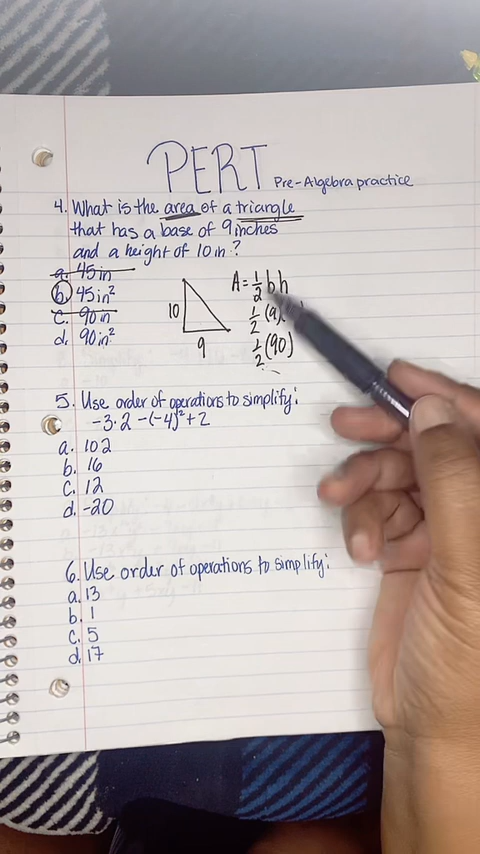 PERT Pre-Algebra practice
4. What is the area of a triangle
that has a base of 9 inches
and a height of 10 in?
a. 45 in
b. 45 in²
c. 90 in
d. 90 in²
10
9
A = 1/2 b h
1/2 (9)
1/2 (90)
5. Use order of operations to simplify:
-3·2 -(-4)² + 2
a. 102
b. 16
c. 12
d. -20
6. Use order of operations to simplify:
a. 13
b. 1
c. 5
d. 17